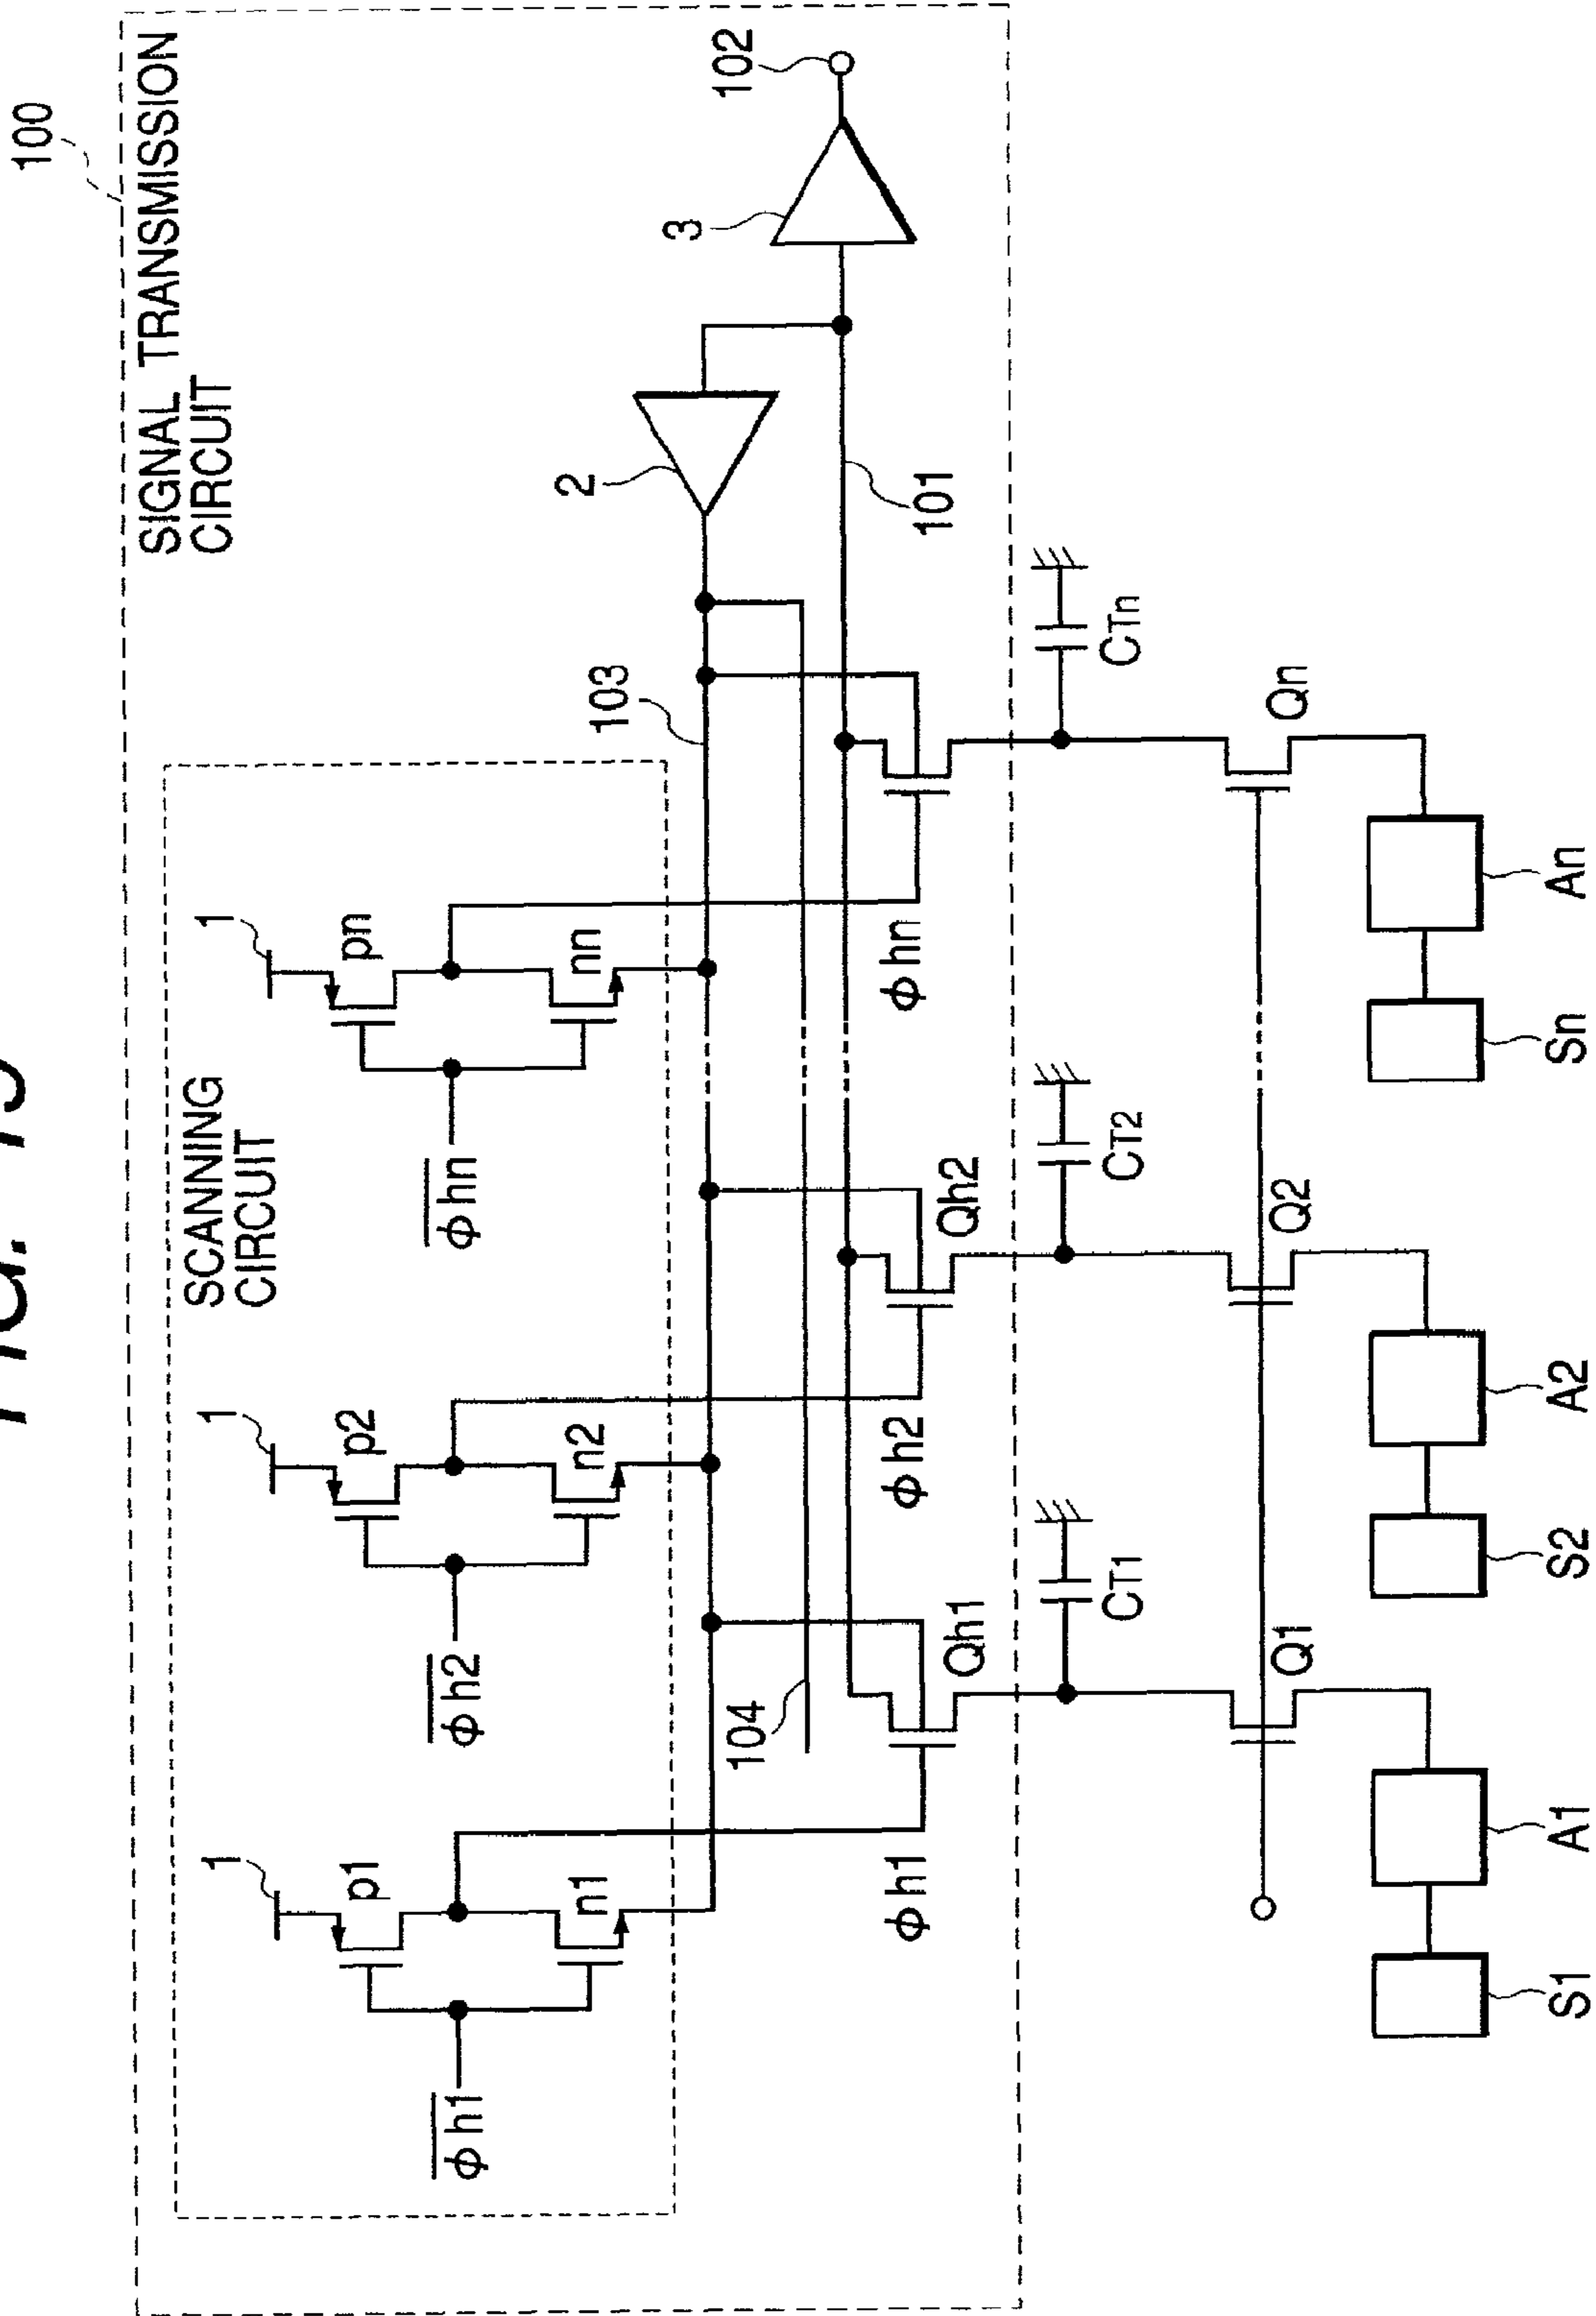 100
SIGNAL TRANSMISSION
CIRCUIT
SCANNING
CIRCUIT
1
1
1
p1
p2
pn
n1
n2
nn
φh1
φh2
φhn
103
2
3
102
104
101
φh1
φh2
φhn
Qh1
Qh2
CT1
CT2
CTn
Q1
Q2
Qn
S1
A1
S2
A2
Sn
An